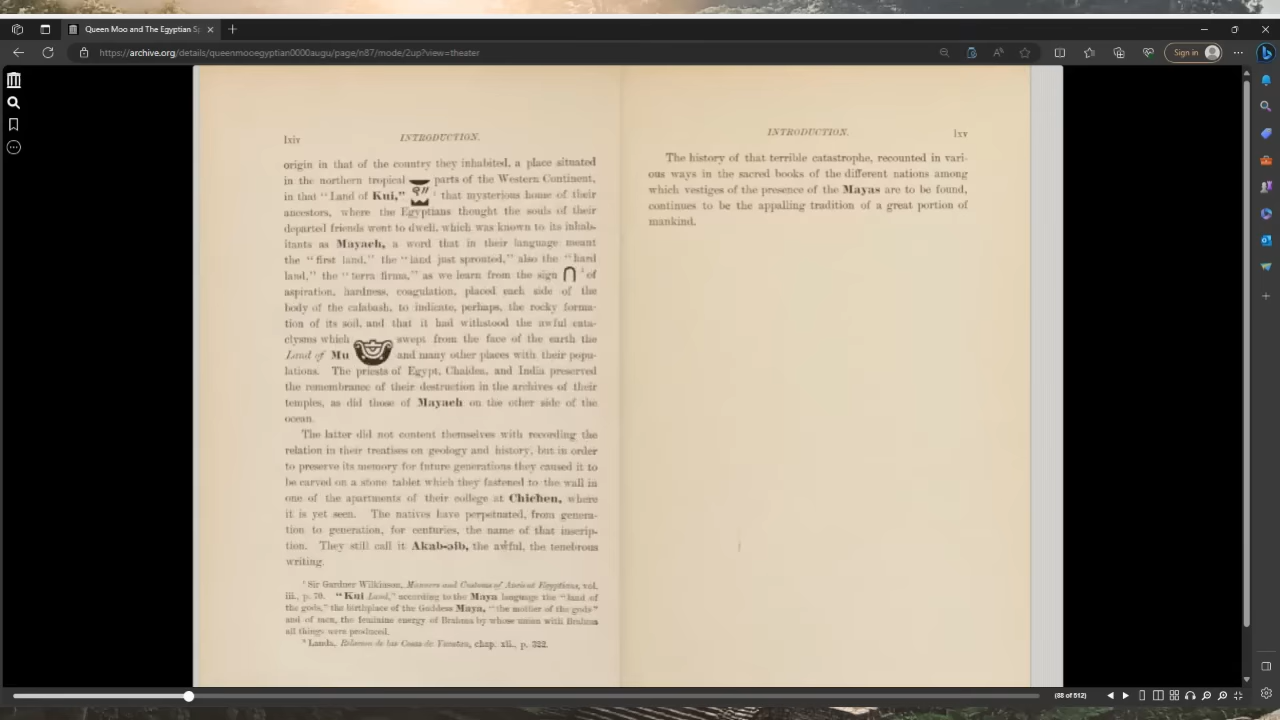 Queen Moo and The Egyptian Sp
https://archive.org/details/queenmooegyptian0000augu/page/n87/mode/2up?view=theater
Sign in
lxiv INTRODUCTION.
origin in that of the country they inhabited, a place situated
in the northern tropical parts of the Western Continent,
in that "Land of Kui," ¹ that mysterious home of their
ancestors, where the Egyptians thought the souls of their
departed friends went to dwell, which was known to its inhab-
itants as Mayach, a word that in their language meant
the "first land," the "land just sprouted," also the "hard
land," the "terra firma," as we learn from the sign ² of
aspiration, hardness, coagulation, placed each side of the
body of the calabash, to indicate, perhaps, the rocky forma-
tion of its soil, and that it had withstood the awful cata-
clysms which swept from the face of the earth the
Land of Mu and many other places with their popu-
lations. The priests of Egypt, Chaldea, and India preserved
the remembrance of their destruction in the archives of their
temples, as did those of Mayach on the other side of the
ocean.
The latter did not content themselves with recording the
relation in their treatises on geology and history, but in order
to preserve its memory for future generations they caused it to
be carved on a stone tablet which they fastened to the wall in
one of the apartments of their college at Chichen, where
it is yet seen. The natives have perpetuated, from genera-
tion to generation, for centuries, the name of that inscrip-
tion. They still call it Akab-oib, the awful, the tenebrous
writing.
¹ Sir Gardner Wilkinson, Manners and Customs of Ancient Egyptians, vol.
iii., p. 70. "Kui Land," according to the Maya language the "land of
the gods," the birthplace of the Goddess Maya, "the mother of the gods"
and of men, the feminine energy of Brahma by whose union with Brahma
all things were produced.
² Landa, Relacion de las Cosas de Yucatan, chap. xli., p. 322.
INTRODUCTION. lxv
The history of that terrible catastrophe, recounted in vari-
ous ways in the sacred books of the different nations among
which vestiges of the presence of the Mayas are to be found,
continues to be the appalling tradition of a great portion of
mankind.
(88 of 512)